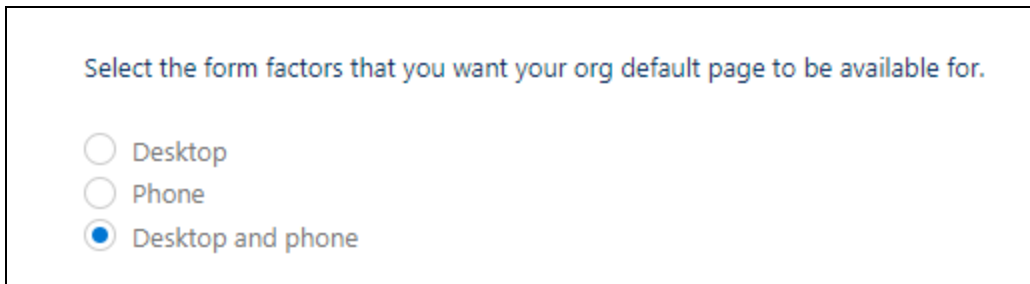 Select the form factors that you want your org default page to be available for.
Desktop
Phone
Desktop and phone